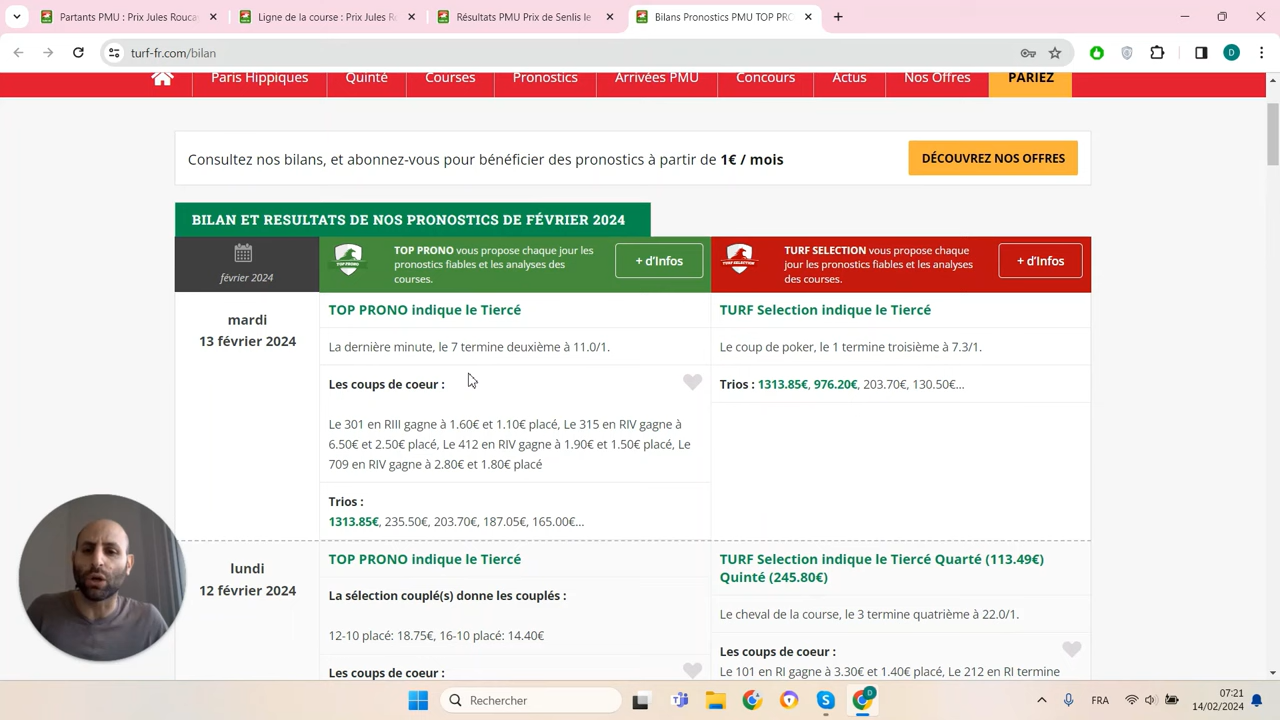 Partants PMU : Prix Jules Rouca
Ligne de la course : Prix Jules Ro
Résultats PMU Prix de Senlis le
Bilans Pronostics PMU TOP PRO
turf-fr.com/bilan
D
Paris Hippiques
Quinté
Courses
Pronostics
Arrivées PMU
Concours
Actus
Nos Offres
PARIEZ
Consultez nos bilans, et abonnez-vous pour bénéficier des pronostics à partir de 1€ / mois
DÉCOUVREZ NOS OFFRES
BILAN ET RESULTATS DE NOS PRONOSTICS DE FÉVRIER 2024
février 2024
TOP PRONO
TOP PRONO vous propose chaque jour les
pronostics fiables et les analyses des
courses.
+ d'Infos
TURF SELECTION
TURF SELECTION vous propose chaque
jour les pronostics fiables et les analyses
des courses.
+ d'Infos
mardi
13 février 2024
TOP PRONO indique le Tiercé
La dernière minute, le 7 termine deuxième à 11.0/1.
Les coups de coeur :
Le 301 en RIII gagne à 1.60€ et 1.10€ placé, Le 315 en RIV gagne à
6.50€ et 2.50€ placé, Le 412 en RIV gagne à 1.90€ et 1.50€ placé, Le
709 en RIV gagne à 2.80€ et 1.80€ placé
Trios :
1313.85€, 235.50€, 203.70€, 187.05€, 165.00€...
TURF Selection indique le Tiercé
Le coup de poker, le 1 termine troisième à 7.3/1.
Trios : 1313.85€, 976.20€, 203.70€, 130.50€...
lundi
12 février 2024
TOP PRONO indique le Tiercé
La sélection couplé(s) donne les couplés :
12-10 placé: 18.75€, 16-10 placé: 14.40€
Les coups de coeur :
TURF Selection indique le Tiercé Quarté (113.49€)
Quinté (245.80€)
Le cheval de la course, le 3 termine quatrième à 22.0/1.
Les coups de coeur :
Le 101 en RI gagne à 3.30€ et 1.40€ placé, Le 212 en RI termine
Rechercher
D
FRA
07:21
14/02/2024